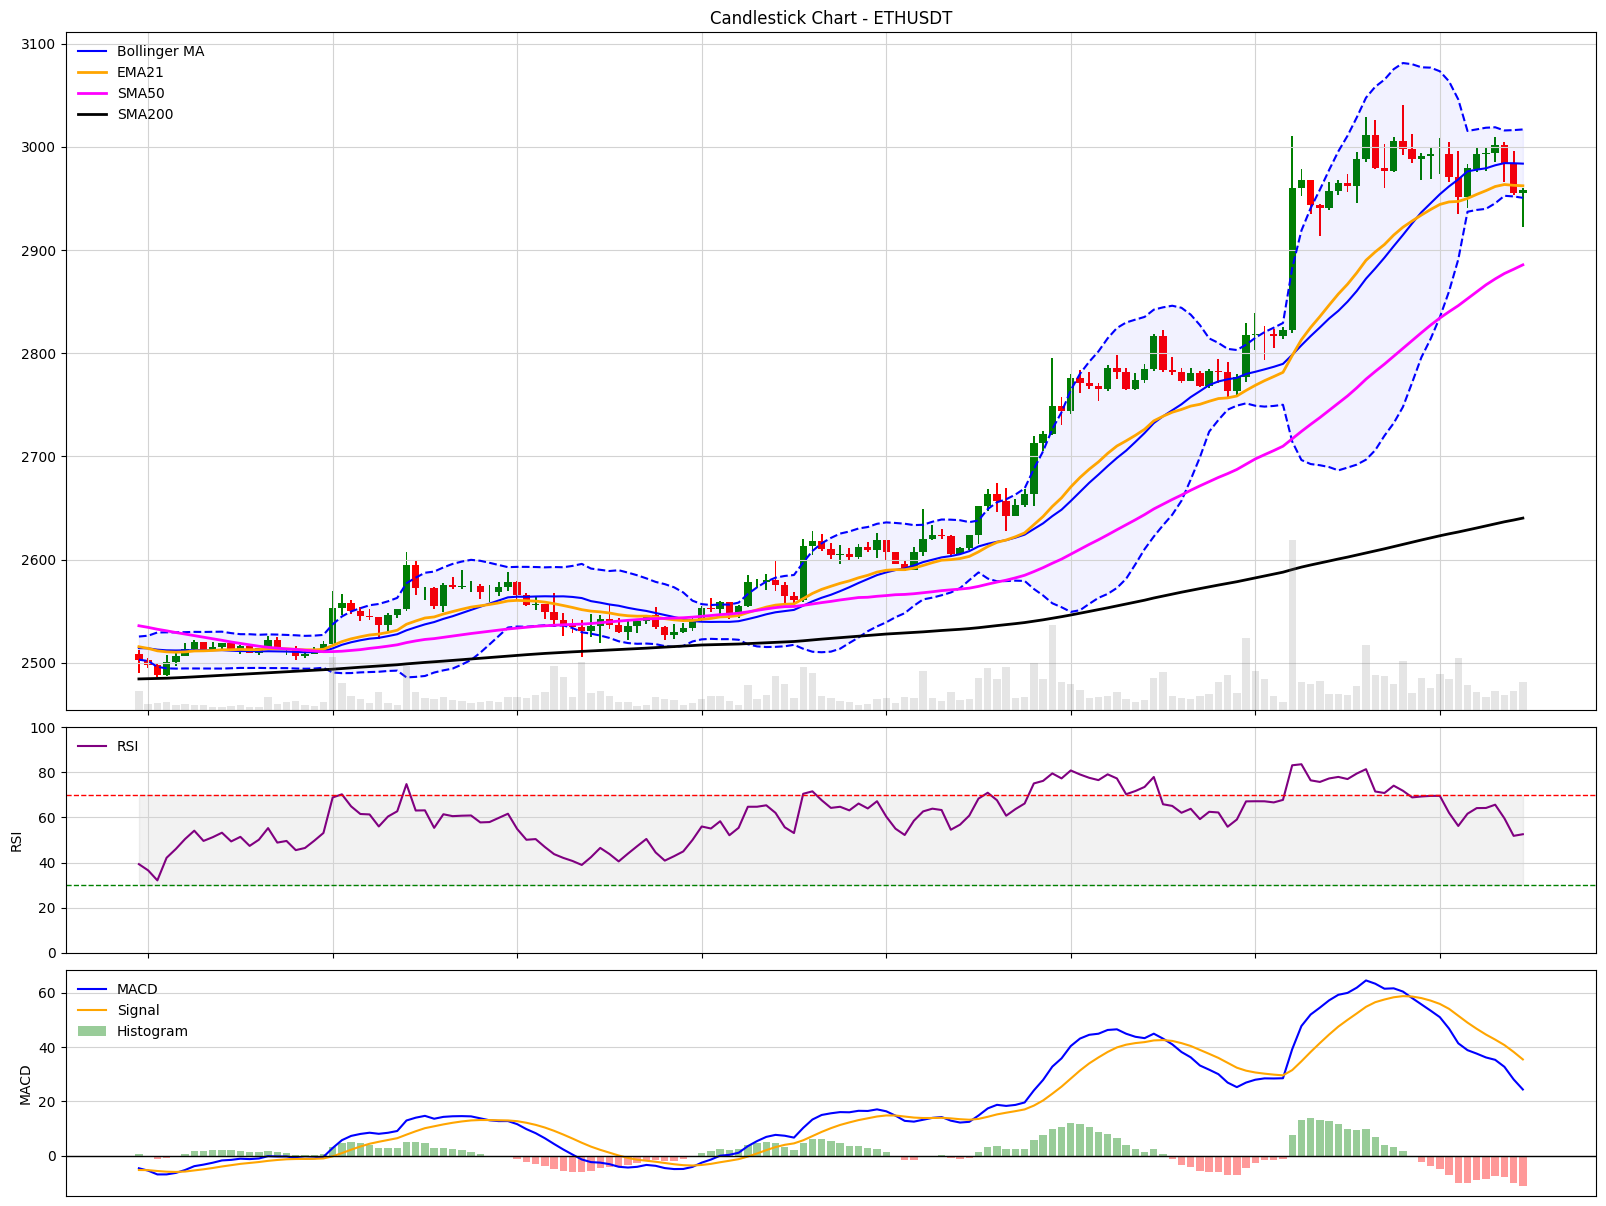 Candlestick Chart - ETHUSDT
3100
3000
2900
2800
2700
2600
2500
Bollinger MA
EMA21
SMA50
SMA200
100
80
60
40
20
0
RSI
RSI
60
40
20
0
MACD
MACD
Signal
Histogram